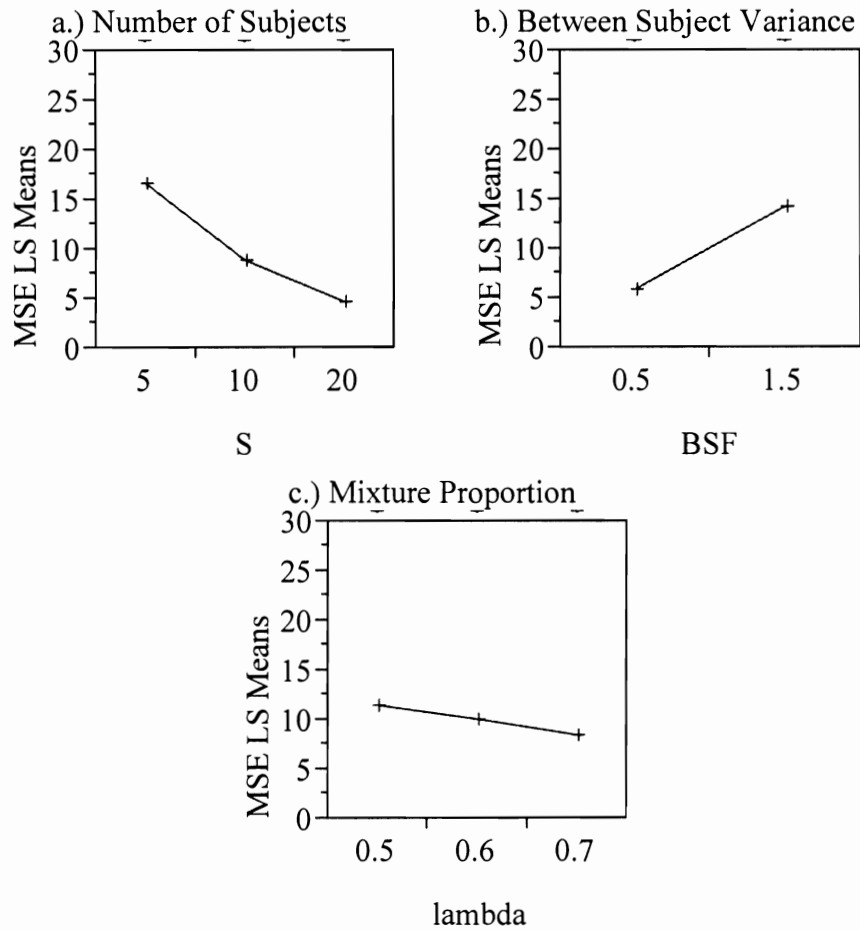 a.) Number of Subjects
30
25
20
15
10
5
0
MSE LS Means
5 10 20
S
b.) Between Subject Variance
30
25
20
15
10
5
0
MSE LS Means
0.5 1.5
BSF
c.) Mixture Proportion
30
25
20
15
10
5
0
MSE LS Means
0.5 0.6 0.7
lambda